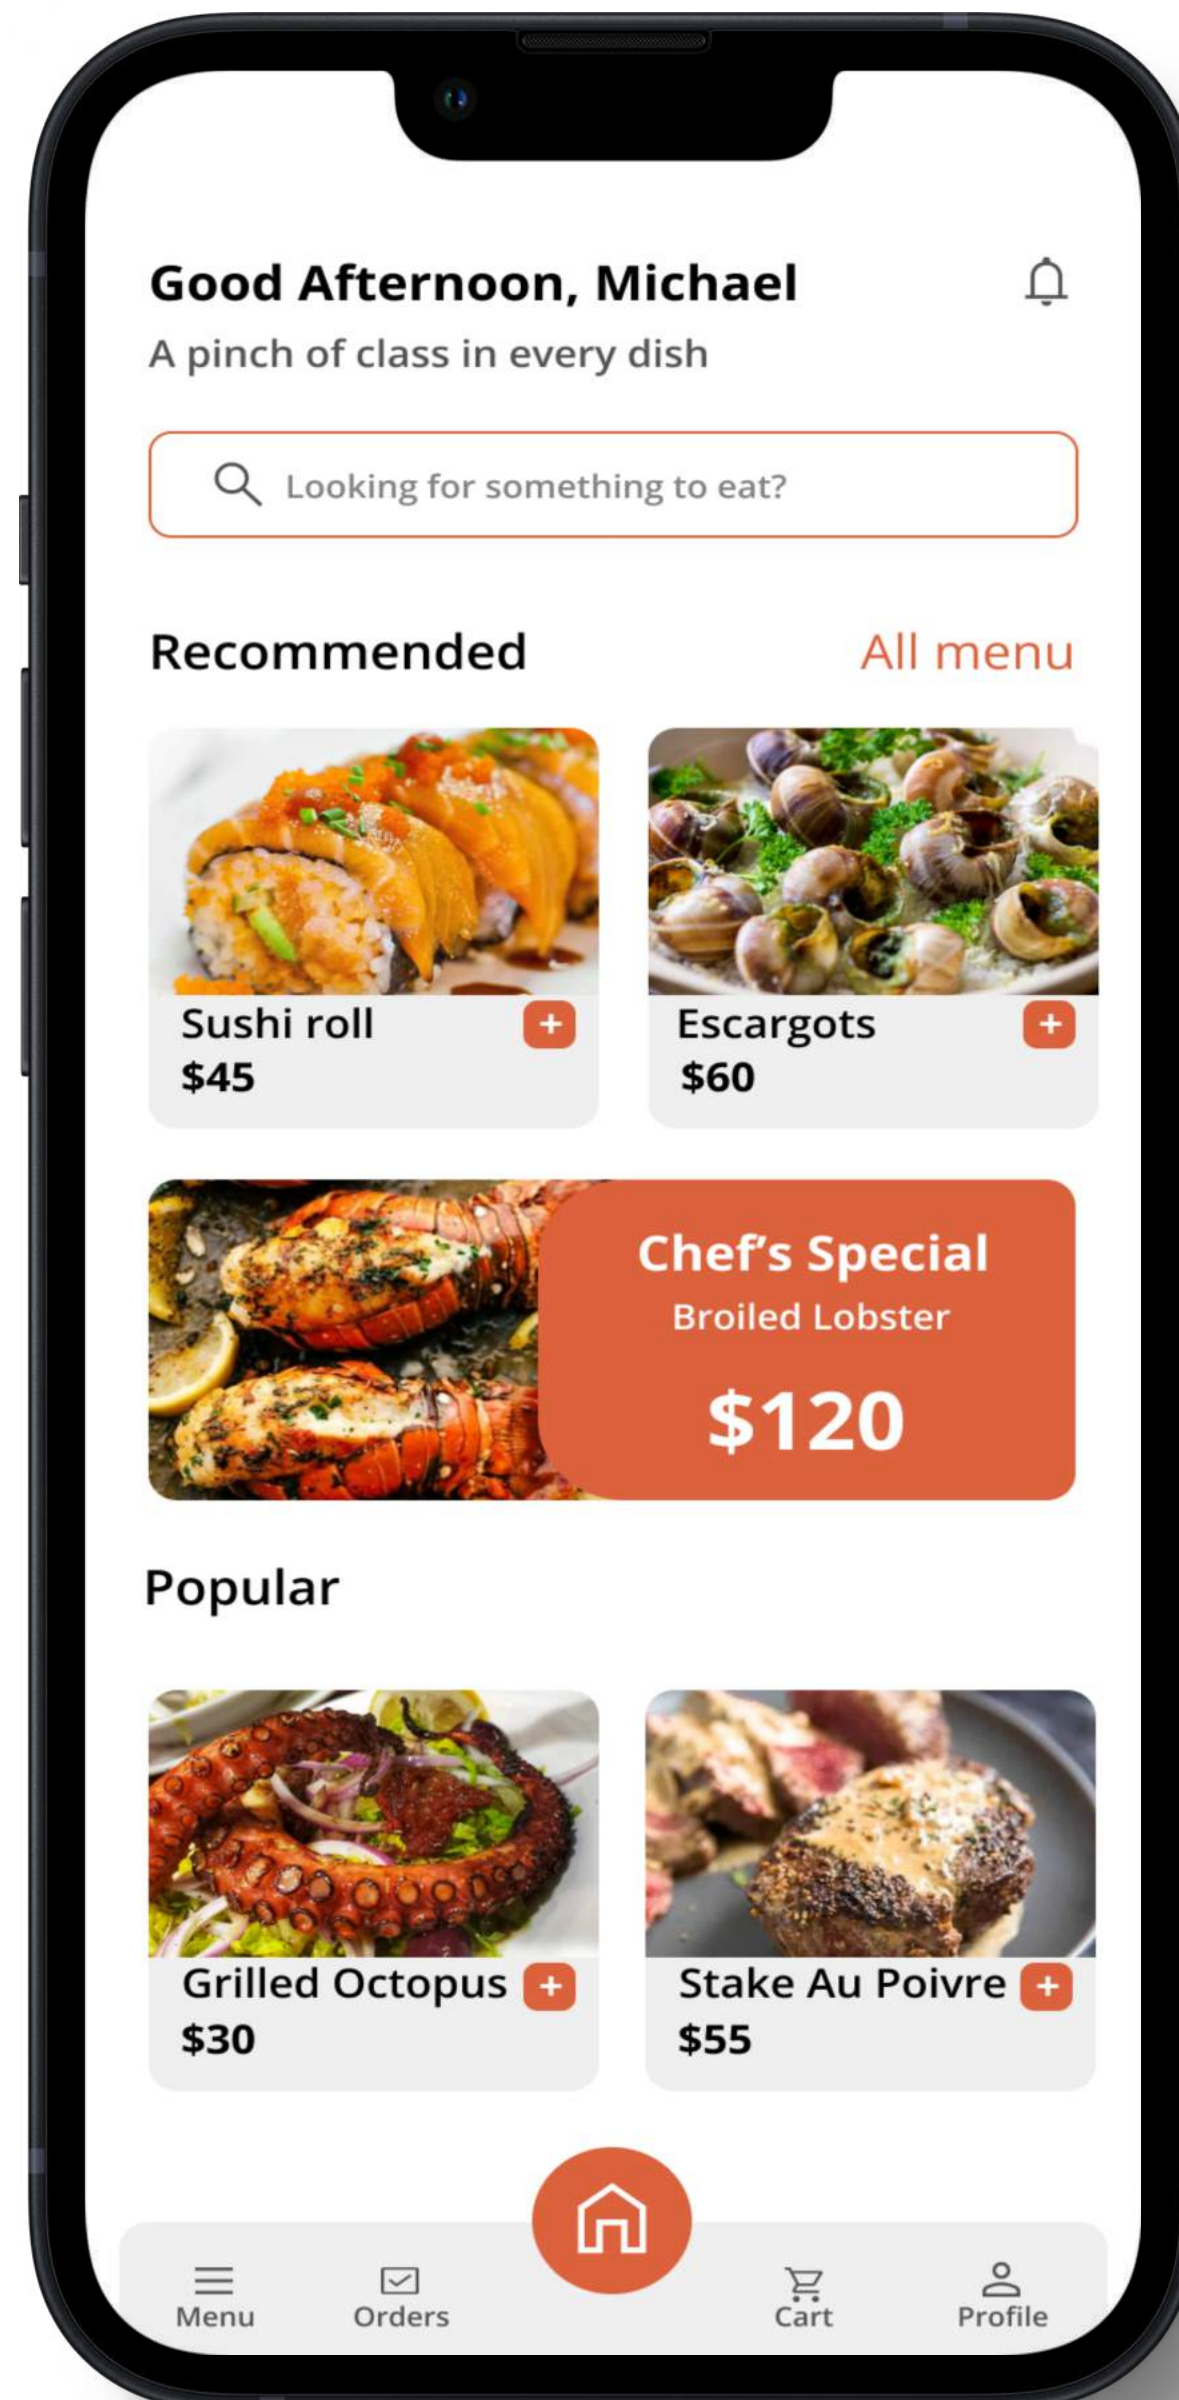 Good Afternoon, Michael
A pinch of class in every dish
Looking for something to eat?
Recommended
All menu
Sushi roll
$45
Escargots
$60
Chef’s Special
Broiled Lobster
$120
Popular
Grilled Octopus
$30
Stake Au Poivre
$55
Menu
Orders
Cart
Profile